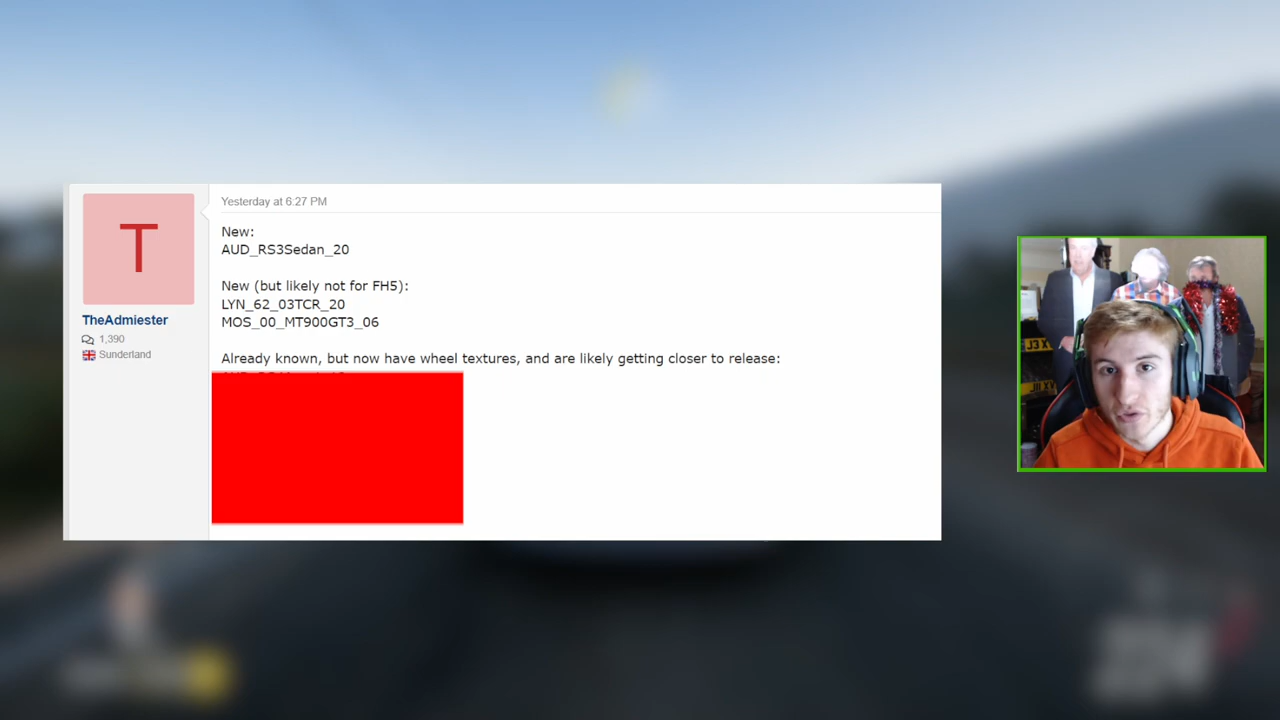 T
TheAdmiester
1,390
Sunderland
Yesterday at 6:27 PM
New:
AUD_RS3Sedan_20
New (but likely not for FH5):
LYN_62_03TCR_20
MOS_00_MT900GT3_06
Already known, but now have wheel textures, and are likely getting closer to release: